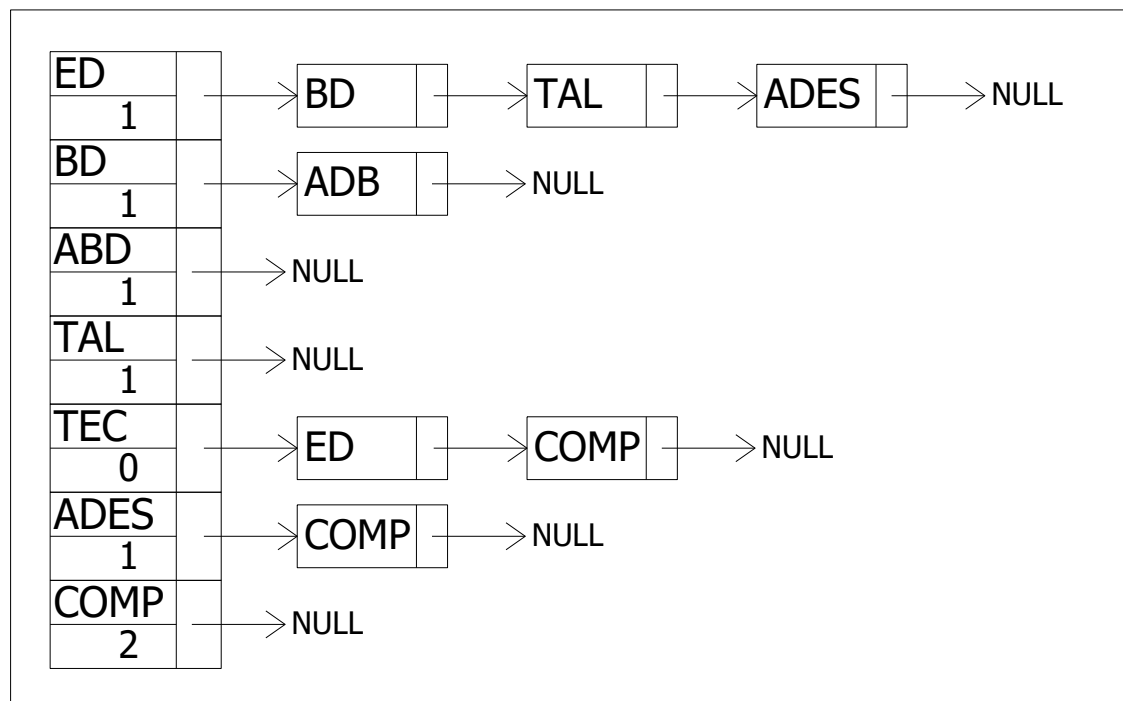 ED
1
BD
TAL
ADES
NULL
BD
1
ADB
NULL
ABD
1
NULL
TAL
1
NULL
TEC
0
ED
COMP
NULL
ADES
1
COMP
NULL
COMP
2
NULL